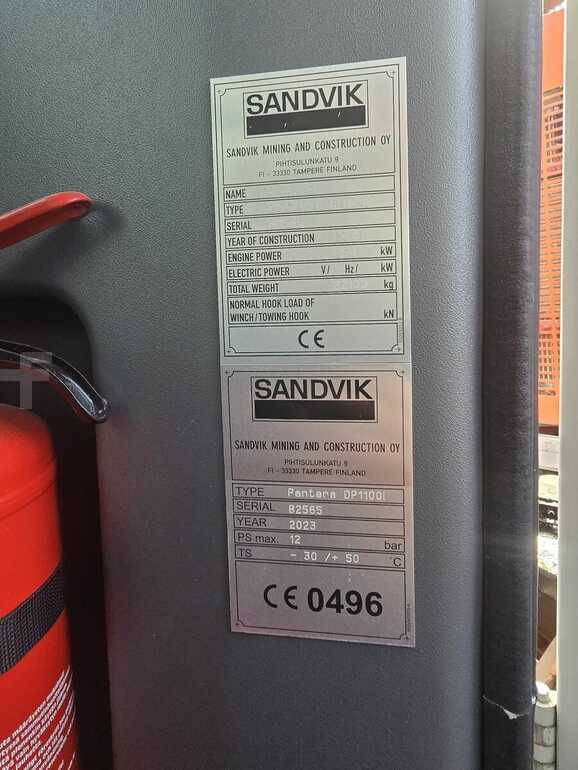 SANDVIK
SANDVIK MINING AND CONSTRUCTION OY
PIHTISULUNKATU 9
FI - 33330 TAMPERE FINLAND
NAME
TYPE
SERIAL
YEAR OF CONSTRUCTION
ENGINE POWER kW
ELECTRIC POWER V/ Hz/ kW
TOTAL WEIGHT kg
NORMAL HOOK LOAD OF
WINCH/TOWING HOOK kN
CE
SANDVIK
SANDVIK MINING AND CONSTRUCTION OY
PIHTISULUNKATU 9
FI - 33330 TAMPERE FINLAND
TYPE Pantera DP1100i
SERIAL 82565
YEAR 2023
PS max. 12 bar
TS - 30 /+ 50 °C
CE 0496